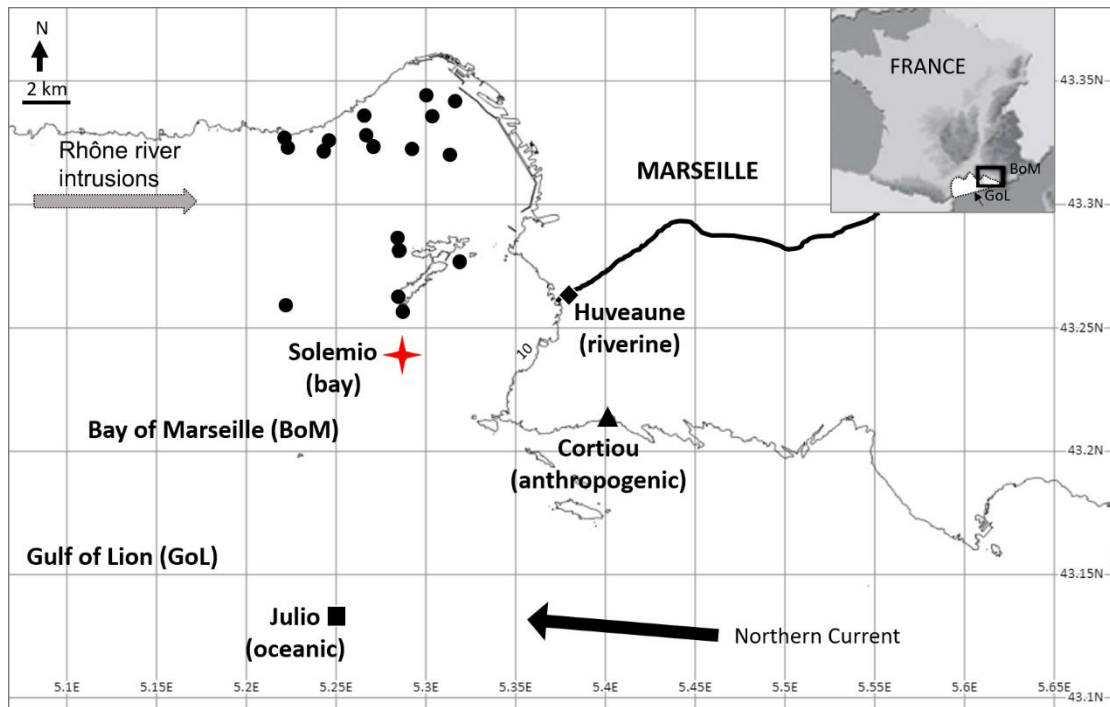 N
2 km
FRANCE
BoM
GoL
43.35N
Rhône river
intrusions
MARSEILLE
43.3N
Huveaune
(riverine)
43.25N
10
Solemio
(bay)
Bay of Marseille (BoM)
Cortiou
(anthropogenic)
43.2N
Gulf of Lion (GoL)
43.15N
Julio
(oceanic)
Northern Current
5.1E 5.15E 5.2E 5.25E 5.3E 5.35E 5.4E 5.45E 5.5E 5.55E 5.6E 5.65E
43.1N